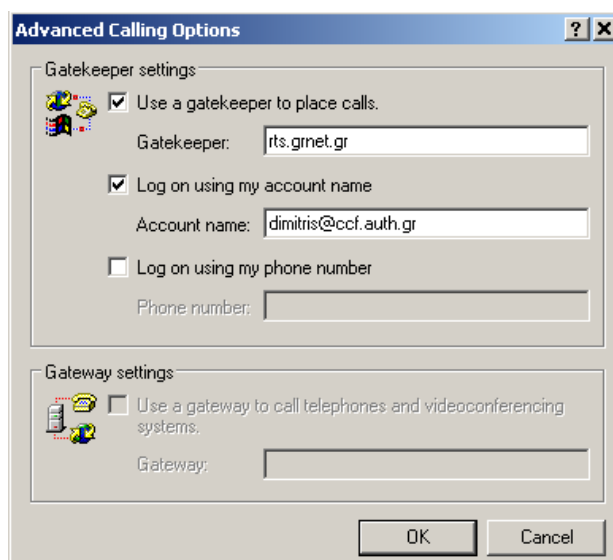 Advanced Calling Options
Gatekeeper settings
Use a gatekeeper to place calls.
Gatekeeper: rts.grnet.gr
Log on using my account name
Account name: dimitris@ccf.auth.gr
Log on using my phone number
Phone number:
Gateway settings
Use a gateway to call telephones and videoconferencing
systems.
Gateway:
OK Cancel